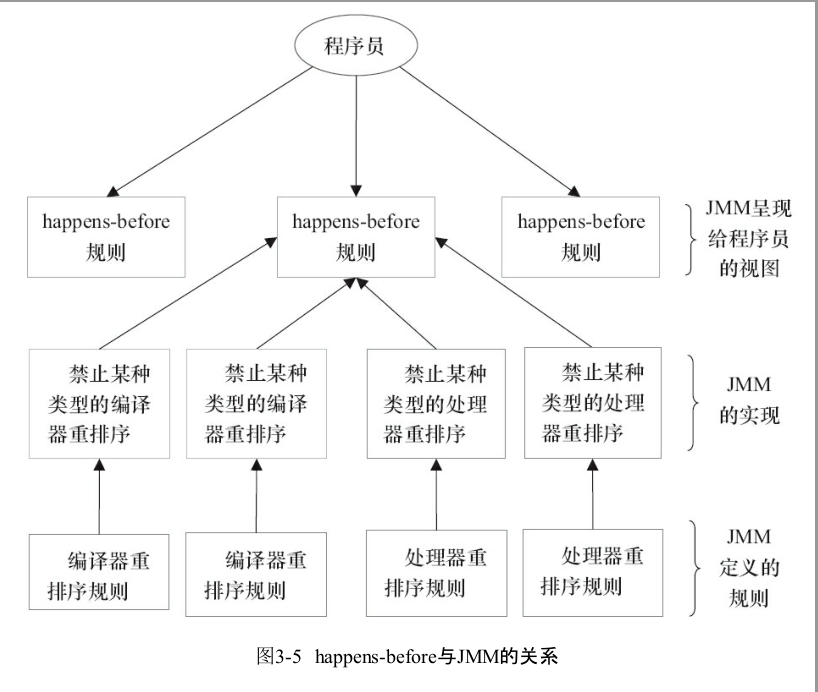 程序员
happens-before
规则
happens-before
规则
happens-before
规则
JMM呈现
给程序员
的视图
禁止某种
类型的编译
器重排序
禁止某种
类型的编译
器重排序
禁止某种
类型的处理
器重排序
禁止某种
类型的处理
器重排序
JMM
的实现
编译器重
排序规则
编译器重
排序规则
处理器重
排序规则
处理器重
排序规则
JMM
定义的
规则
图3-5 happens-before与JMM的关系